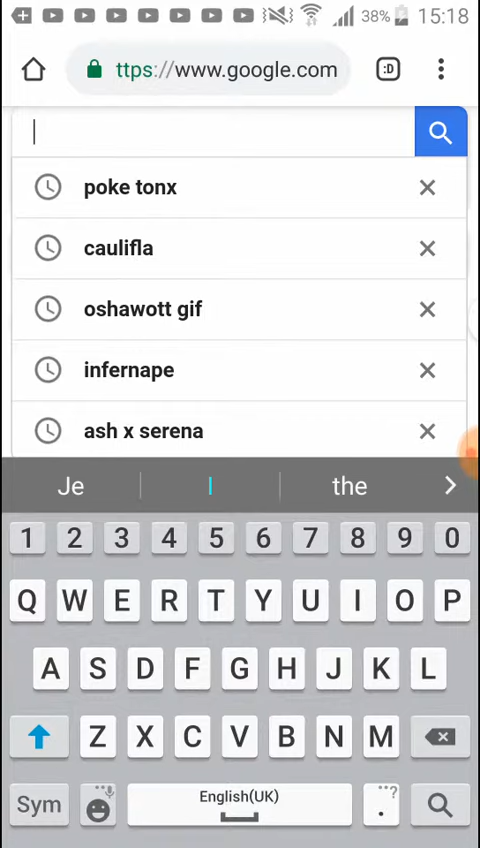 38% 15:18
ttps://www.google.com :D
poke tonx
caulifla
oshawott gif
infernape
ash x serena
Je I the
1 2 3 4 5 6 7 8 9 0
Q W E R T Y U I O P
A S D F G H J K L
Z X C V B N M
Sym English(UK) . ?